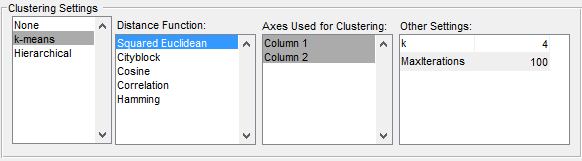 Clustering Settings
None
k-means
Hierarchical
Distance Function:
Squared Euclidean
Cityblock
Cosine
Correlation
Hamming
Axes Used for Clustering:
Column 1
Column 2
Other Settings:
k 4
MaxIterations 100